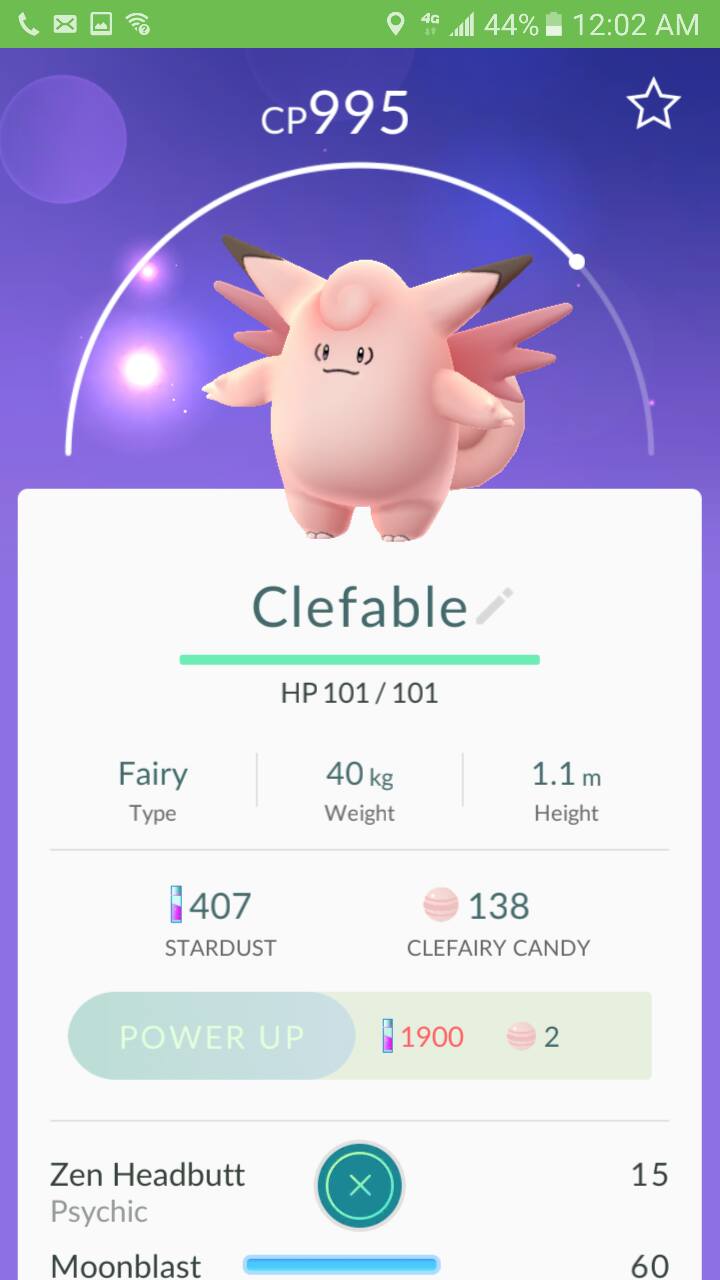 4G 44% 12:02 AM
CP995
Clefable
HP 101 / 101
Fairy 40 kg 1.1 m
Type Weight Height
407 138
STARDUST CLEFAIRY CANDY
POWER UP 1900 2
Zen Headbutt 15
Psychic
Moonblast 60